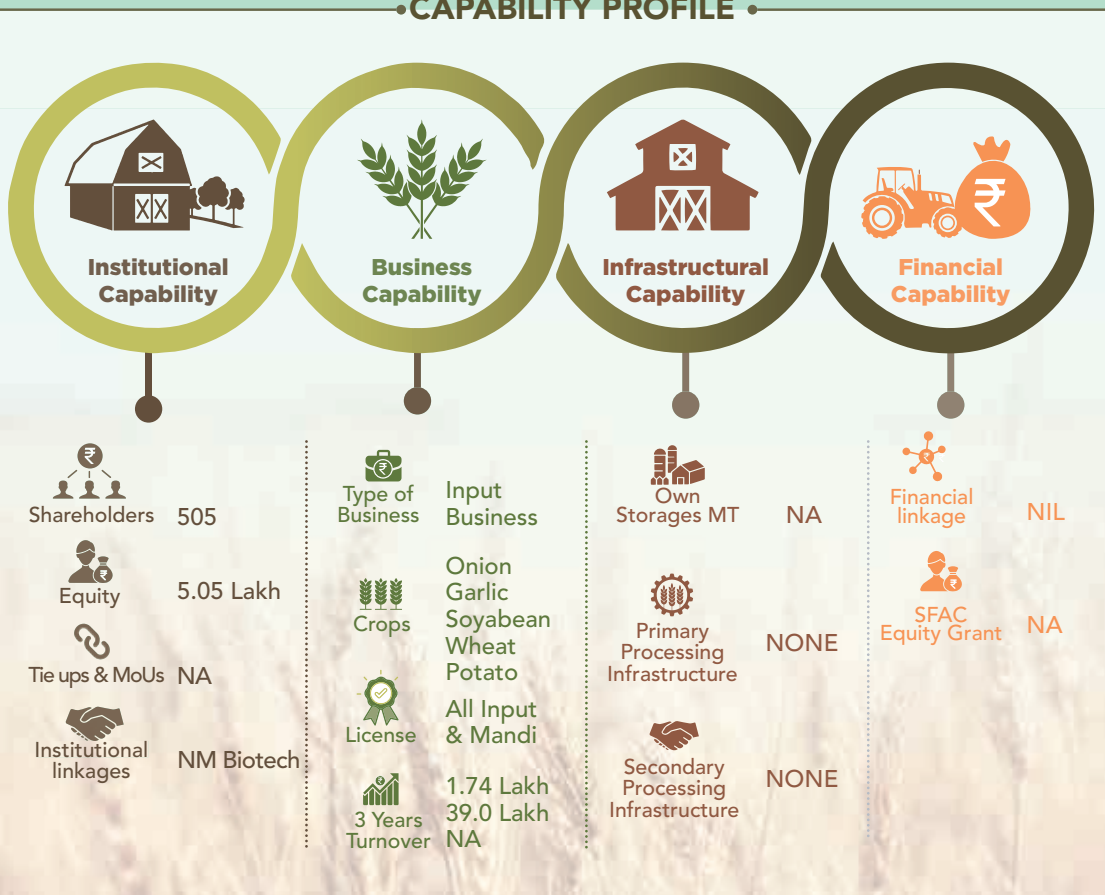 CAPABILITY PROFILE
Institutional
Capability
Business
Capability
Infrastructural
Capability
Financial
Capability
Shareholders 505
Equity 5.05 Lakh
Tie ups & MoUs NA
Institutional
linkages
NM Biotech
Type of
Business
Input
Business
Crops
Onion
Garlic
Soyabean
Wheat
Potato
License
All Input
& Mandi
3 Years
Turnover
1.74 Lakh
39.0 Lakh
NA
Own
Storages MT
NA
Primary
Processing
Infrastructure
NONE
Secondary
Processing
Infrastructure
NONE
Financial
linkage
NIL
SFAC
Equity Grant
NA